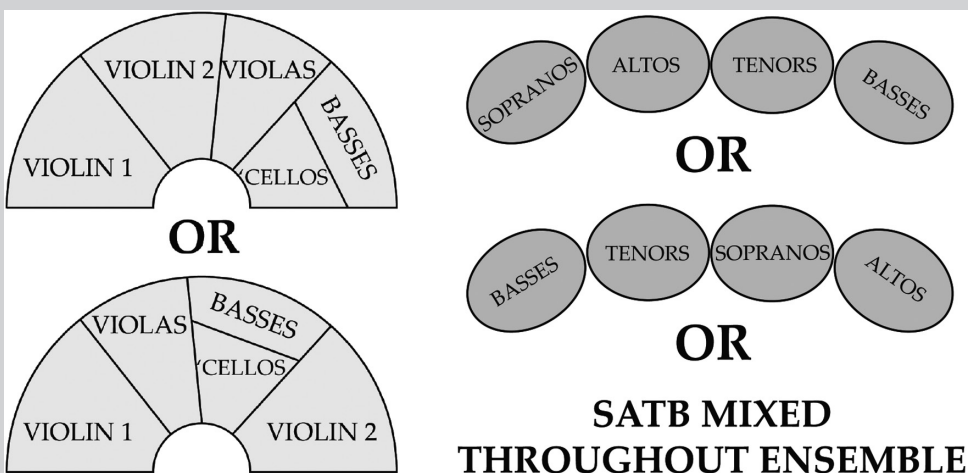 VIOLIN 1
VIOLIN 2
VIOLAS
BASSES
'CELLOS
OR
VIOLIN 1
VIOLAS
BASSES
'CELLOS
VIOLIN 2
SOPRANOS
ALTOS
TENORS
BASSES
OR
BASSES
TENORS
SOPRANOS
ALTOS
OR
SATB MIXED
THROUGHOUT ENSEMBLE